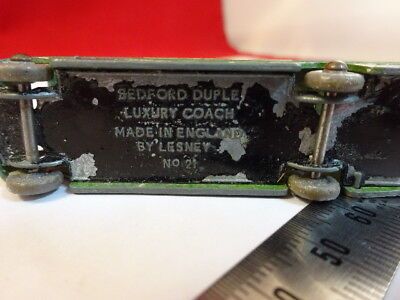 BEDFORD DUPLE
LUXURY COACH
MADE IN ENGLAND
BY LESNEY
NO 21
50
60